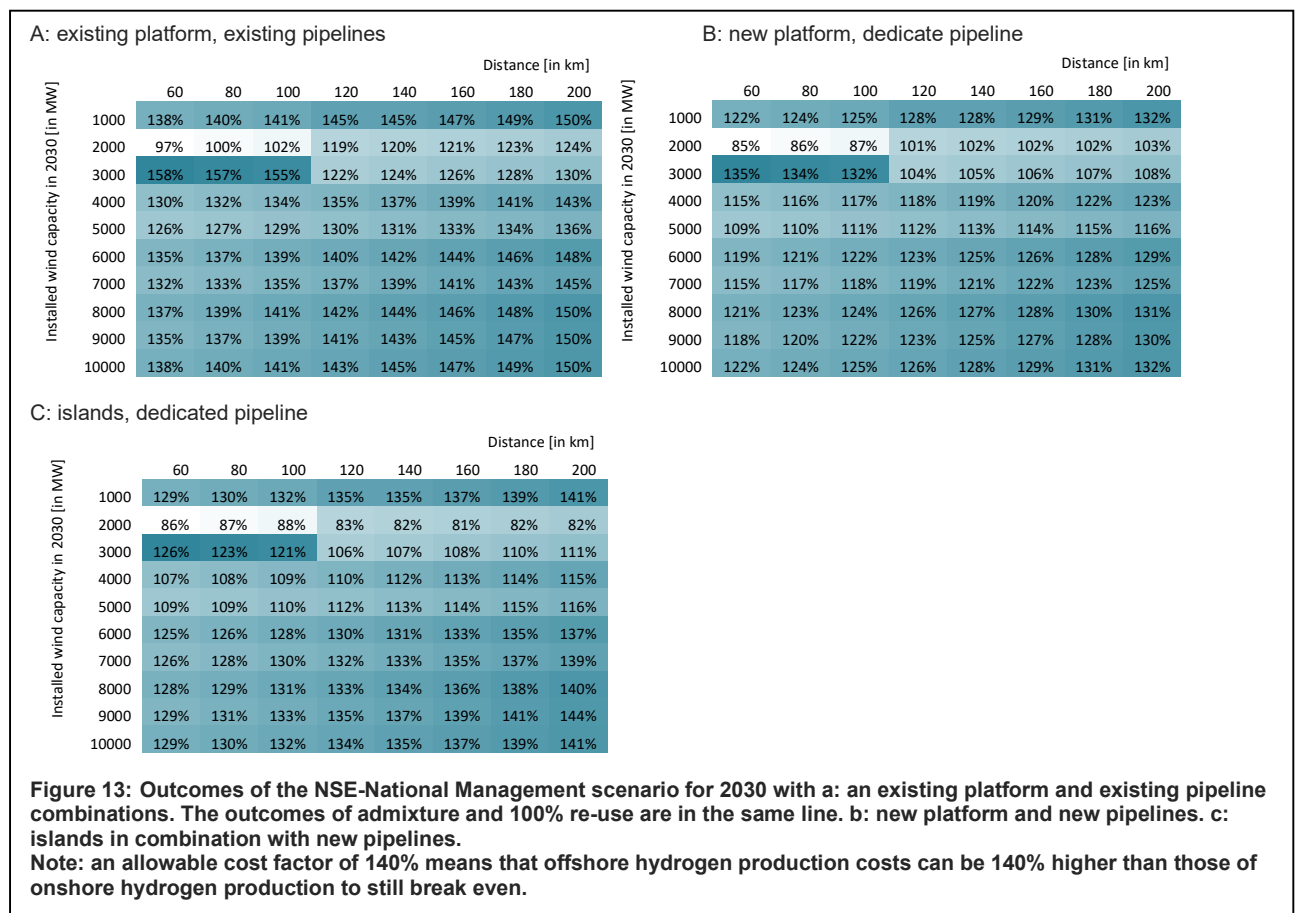 A: existing platform, existing pipelines
Distance [in km]
Installed wind capacity in 2030 [in MW]
60 80 100 120 140 160 180 200
1000 138% 140% 141% 145% 145% 147% 149% 150%
2000 97% 100% 102% 119% 120% 121% 123% 124%
3000 158% 157% 155% 122% 124% 126% 128% 130%
4000 130% 132% 134% 135% 137% 139% 141% 143%
5000 126% 127% 129% 130% 131% 133% 134% 136%
6000 135% 137% 139% 140% 142% 144% 146% 148%
7000 132% 133% 135% 137% 139% 141% 143% 145%
8000 137% 139% 141% 142% 144% 146% 148% 150%
9000 135% 137% 139% 141% 143% 145% 147% 150%
10000 138% 140% 141% 143% 145% 147% 149% 150%
B: new platform, dedicate pipeline
Distance [in km]
Installed wind capacity in 2030 [in MW]
60 80 100 120 140 160 180 200
1000 122% 124% 125% 128% 128% 129% 131% 132%
2000 85% 86% 87% 101% 102% 102% 102% 103%
3000 135% 134% 132% 104% 105% 106% 107% 108%
4000 115% 116% 117% 118% 119% 120% 122% 123%
5000 109% 110% 111% 112% 113% 114% 115% 116%
6000 119% 121% 122% 123% 125% 126% 128% 129%
7000 115% 117% 118% 119% 121% 122% 123% 125%
8000 121% 123% 124% 126% 127% 128% 130% 131%
9000 118% 120% 122% 123% 125% 127% 128% 130%
10000 122% 124% 125% 126% 128% 129% 131% 132%
C: islands, dedicated pipeline
Distance [in km]
Installed wind capacity in 2030 [in MW]
60 80 100 120 140 160 180 200
1000 129% 130% 132% 135% 135% 137% 139% 141%
2000 86% 87% 88% 83% 82% 81% 82% 82%
3000 126% 123% 121% 106% 107% 108% 110% 111%
4000 107% 108% 109% 110% 112% 113% 114% 115%
5000 109% 109% 110% 112% 113% 114% 115% 116%
6000 125% 126% 128% 130% 131% 133% 135% 137%
7000 126% 128% 130% 132% 133% 135% 137% 139%
8000 128% 129% 131% 133% 134% 136% 138% 140%
9000 129% 131% 133% 135% 137% 139% 141% 144%
10000 129% 130% 132% 134% 135% 137% 139% 141%
Figure 13: Outcomes of the NSE-National Management scenario for 2030 with a: an existing platform and existing pipeline
combinations. The outcomes of admixture and 100% re-use are in the same line. b: new platform and new pipelines. c:
islands in combination with new pipelines.
Note: an allowable cost factor of 140% means that offshore hydrogen production costs can be 140% higher than those of
onshore hydrogen production to still break even.